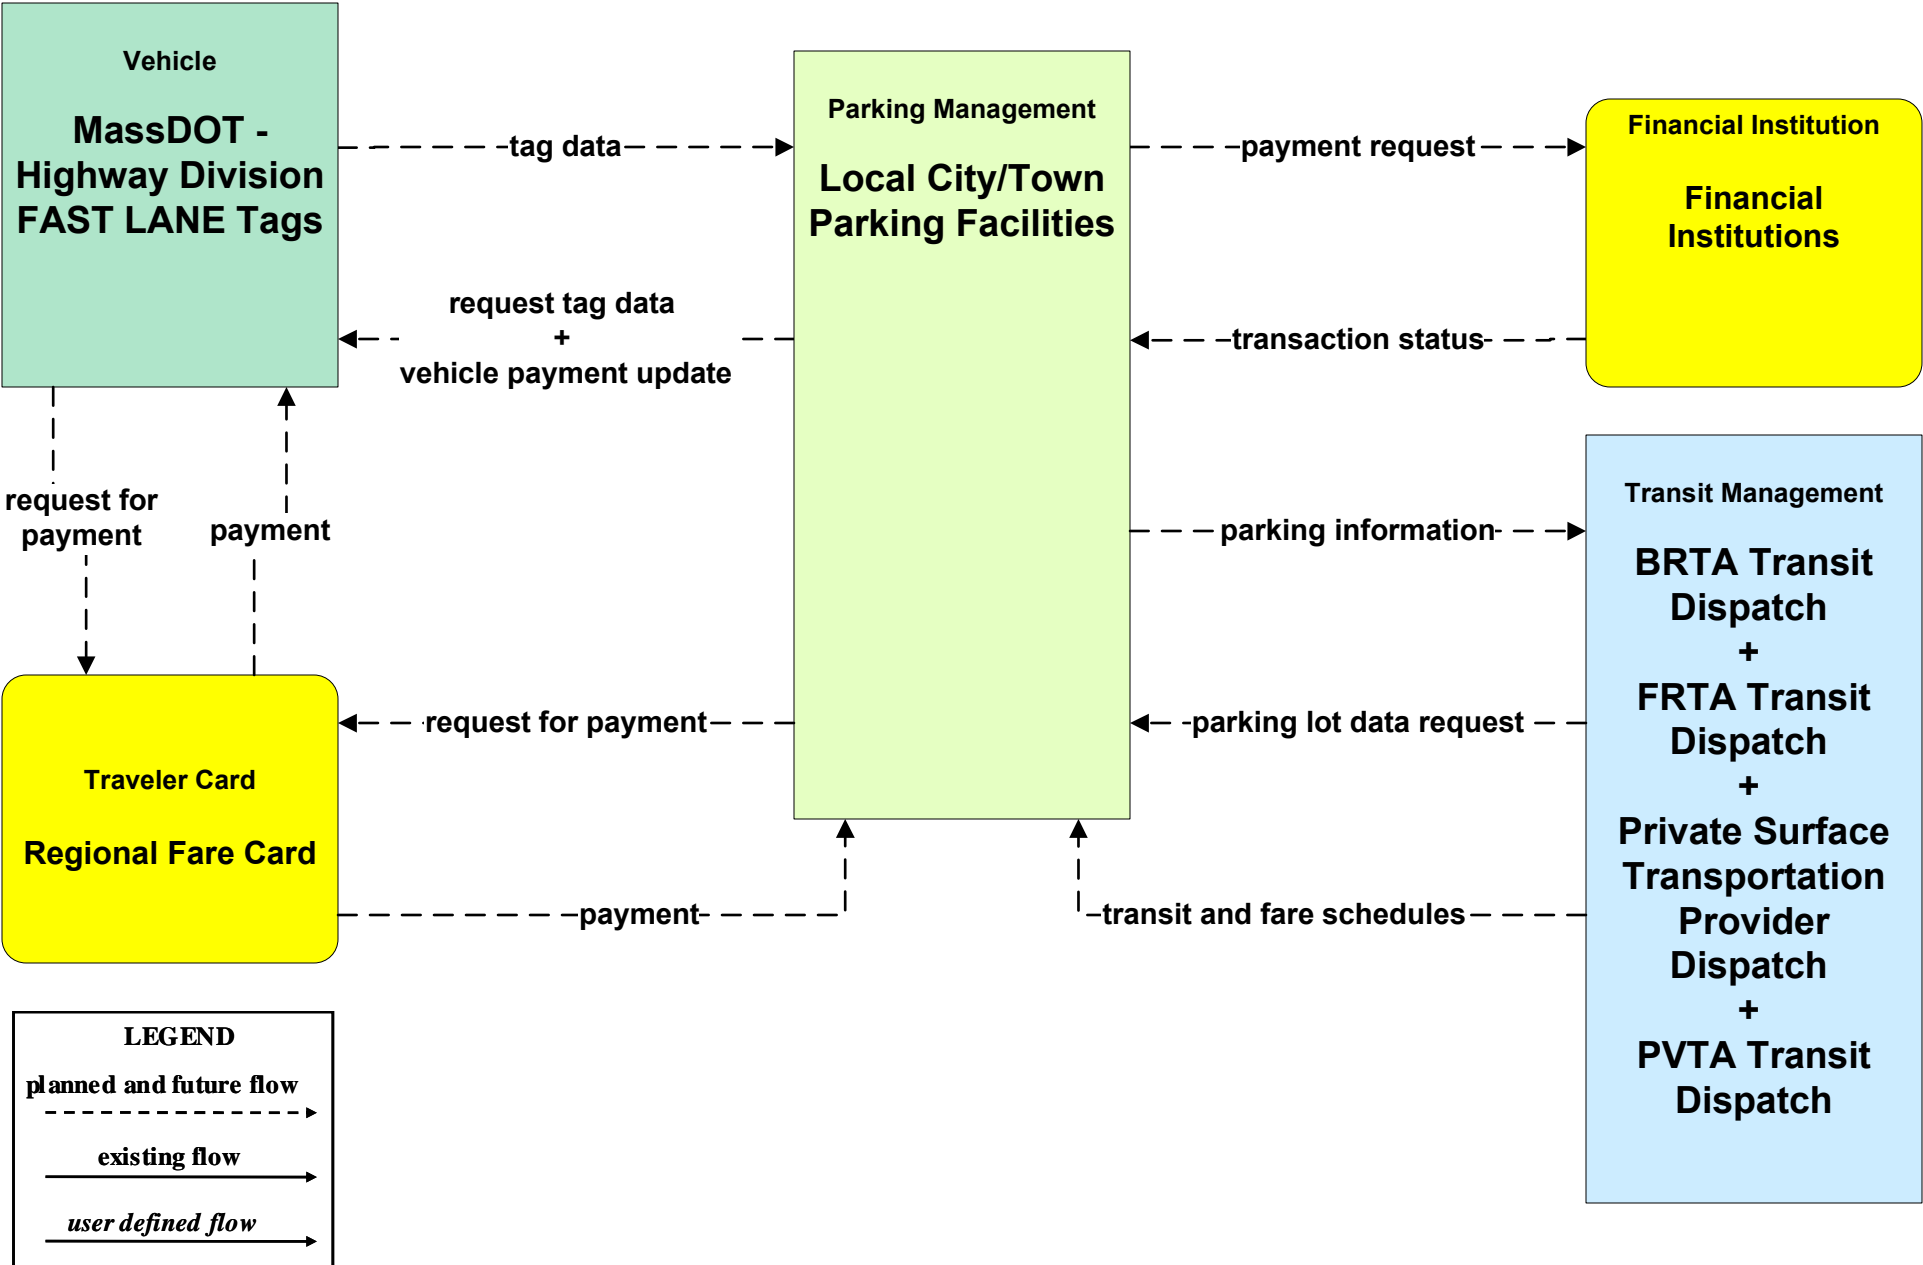 Vehicle
MassDOT -
Highway Division
FAST LANE Tags
tag data
Parking Management
Local City/Town
Parking Facilities
payment request
Financial Institution
Financial
Institutions
request tag data
+
vehicle payment update
transaction status
request for
payment
payment
parking information
Transit Management
BRTA Transit
Dispatch
+
FRTA Transit
Dispatch
+
Private Surface
Transportation
Provider
Dispatch
+
PVTA Transit
Dispatch
request for payment
parking lot data request
Traveler Card
Regional Fare Card
payment
transit and fare schedules
LEGEND
planned and future flow
existing flow
user defined flow